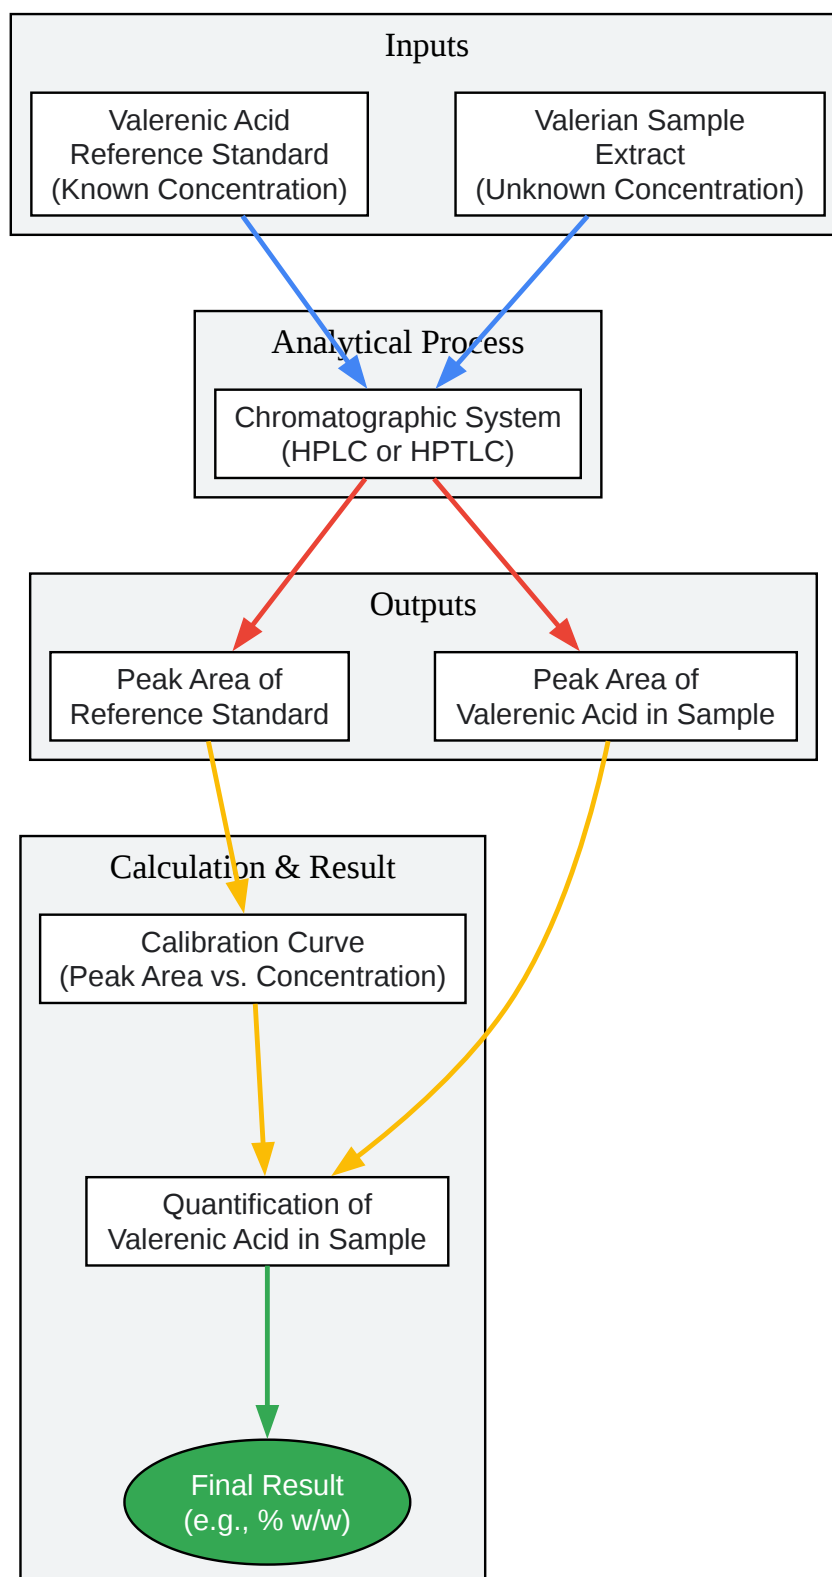 Inputs
Valerenic Acid
Reference Standard
(Known Concentration)
Valerian Sample
Extract
(Unknown Concentration)
Analytical Process
Chromatographic System
(HPLC or HPTLC)
Outputs
Peak Area of
Reference Standard
Peak Area of
Valerenic Acid in Sample
Calculation & Result
Calibration Curve
(Peak Area vs. Concentration)
Quantification of
Valerenic Acid in Sample
Final Result
(e.g., % w/w)